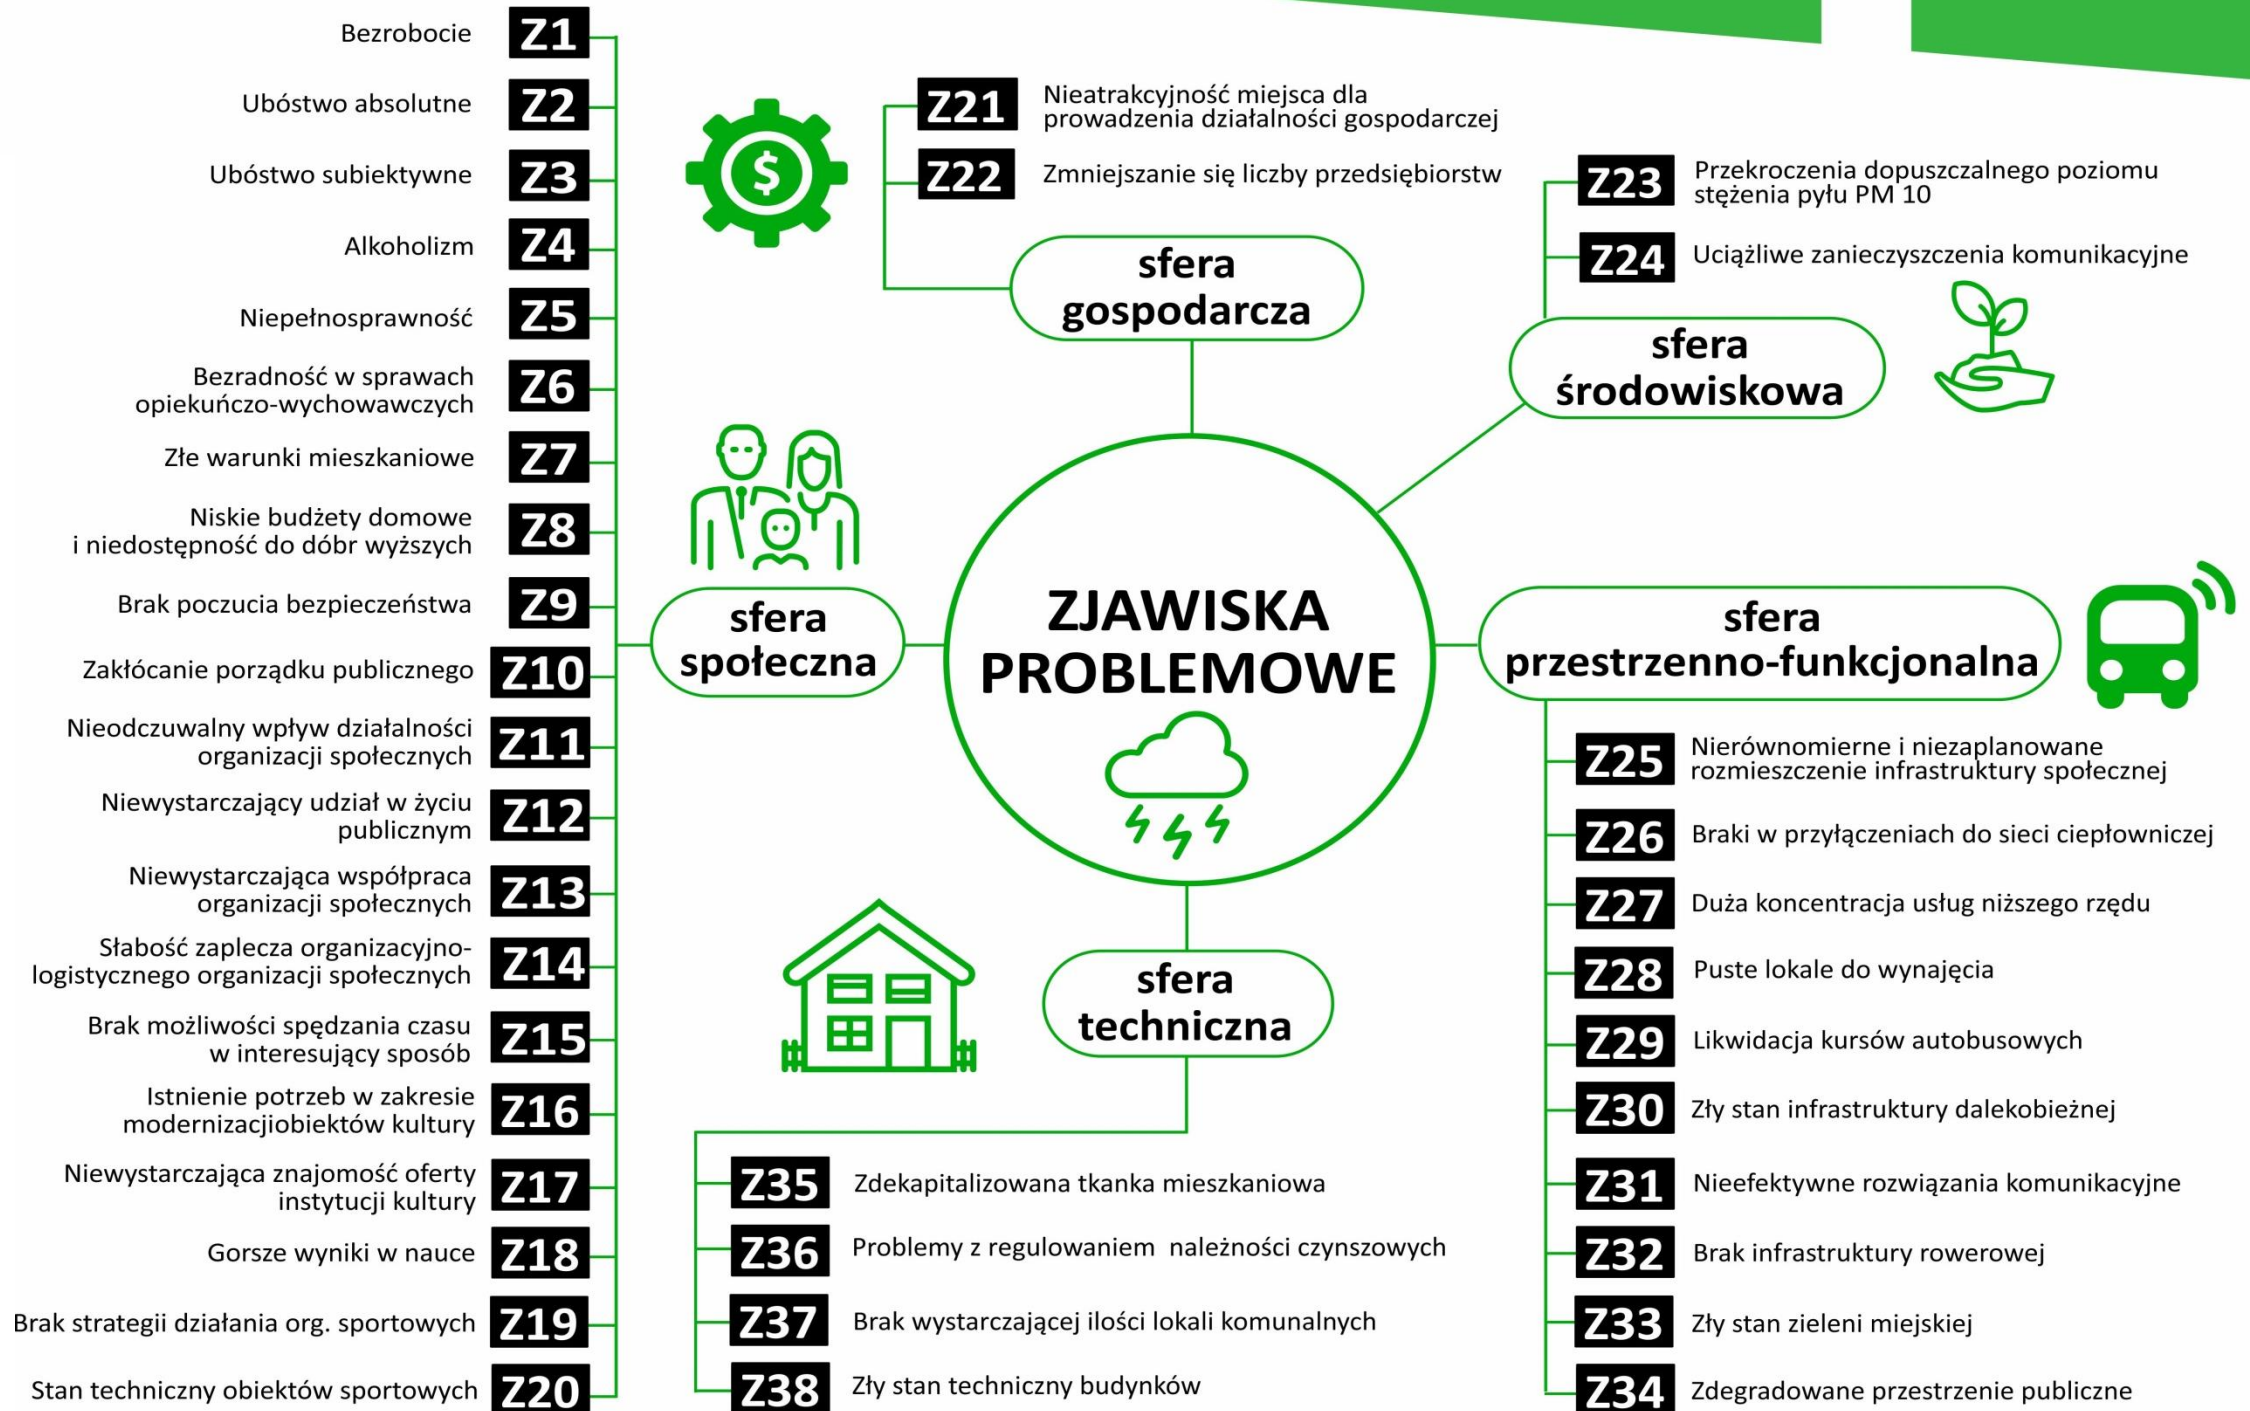 Bezrobocie Z1
Ubóstwo absolutne Z2
Ubóstwo subiektywne Z3
Alkoholizm Z4
Niepełnosprawność Z5
Bezradność w sprawach
opiekuńczo-wychowawczych Z6
Złe warunki mieszkaniowe Z7
Niskie budżety domowe
i niedostępność do dóbr wyższych Z8
Brak poczucia bezpieczeństwa Z9
Zakłócanie porządku publicznego Z10
Nieodczuwalny wpływ działalności
organizacji społecznych Z11
Niewystarczający udział w życiu
publicznym Z12
Niewystarczająca współpraca
organizacji społecznych Z13
Słabość zaplecza organizacyjno-
logistycznego organizacji społecznych Z14
Brak możliwości spędzania czasu
w interesujący sposób Z15
Istnienie potrzeb w zakresie
modernizacjiobiektów kultury Z16
Niewystarczająca znajomość oferty
instytucji kultury Z17
Gorsze wyniki w nauce Z18
Brak strategii działania org. sportowych Z19
Stan techniczny obiektów sportowych Z20
sfera
społeczna
$
Z21 Nieatrakcyjność miejsca dla
prowadzenia działalności gospodarczej
Z22 Zmniejszanie się liczby przedsiębiorstw
sfera
gospodarcza
Z23 Przekroczenia dopuszczalnego poziomu
stężenia pyłu PM 10
Z24 Uciążliwe zanieczyszczenia komunikacyjne
sfera
środowiskowa
ZJAWISKA
PROBLEMOWE
sfera
przestrzenno-funkcjonalna
Z25 Nierównomierne i niezaplanowane
rozmieszczenie infrastruktury społecznej
Z26 Braki w przyłączeniach do sieci ciepłowniczej
Z27 Duża koncentracja usług niższego rzędu
Z28 Puste lokale do wynajęcia
Z29 Likwidacja kursów autobusowych
Z30 Zły stan infrastruktury dalekobieżnej
Z31 Nieefektywne rozwiązania komunikacyjne
Z32 Brak infrastruktury rowerowej
Z33 Zły stan zieleni miejskiej
Z34 Zdegradowane przestrzenie publiczne
sfera
techniczna
Z35 Zdekapitalizowana tkanka mieszkaniowa
Z36 Problemy z regulowaniem należności czynszowych
Z37 Brak wystarczającej ilości lokali komunalnych
Z38 Zły stan techniczny budynków